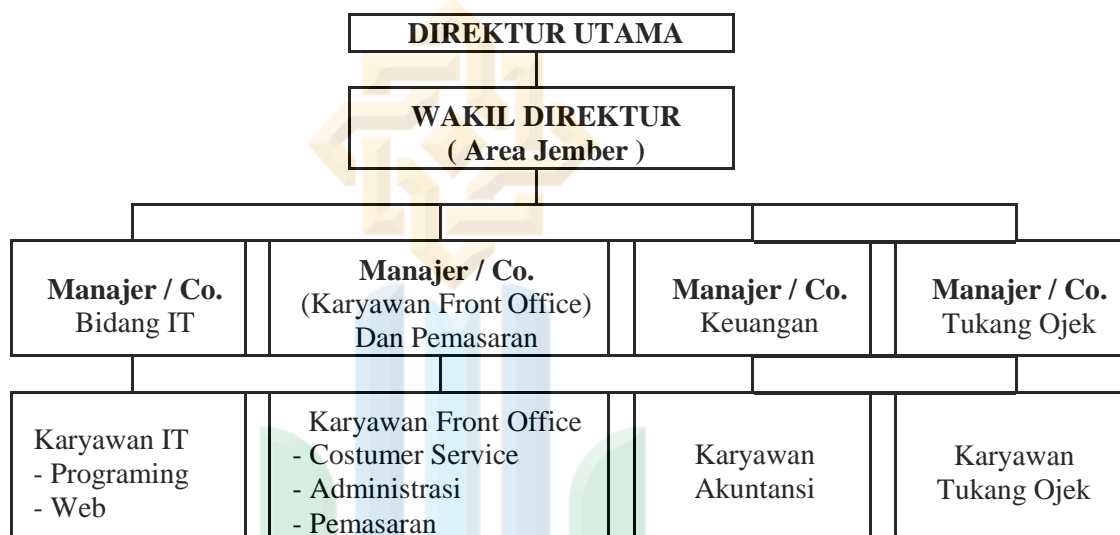 DIREKTUR UTAMA
WAKIL DIREKTUR
( Area Jember )
Manajer / Co.
Bidang IT
Manajer / Co.
(Karyawan Front Office)
Dan Pemasaran
Manajer / Co.
Keuangan
Manajer / Co.
Tukang Ojek
Karyawan IT
- Programing
- Web
Karyawan Front Office
- Costumer Service
- Administrasi
- Pemasaran
Karyawan
Akuntansi
Karyawan
Tukang Ojek